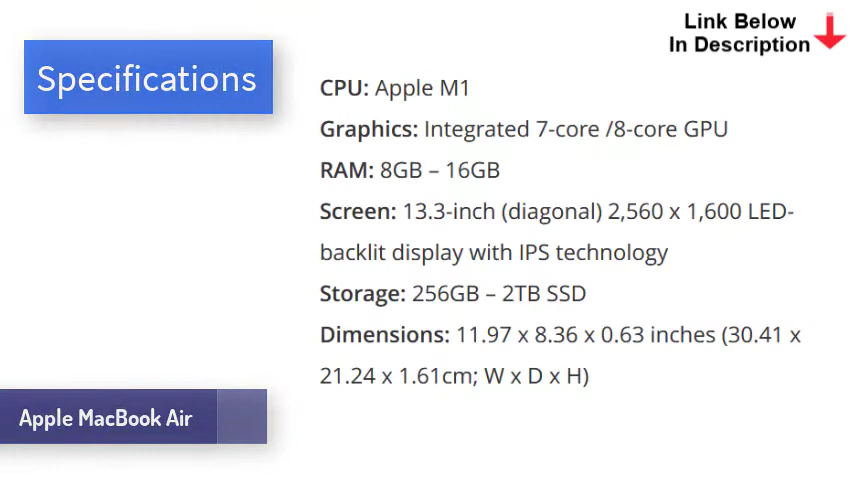 Link Below
In Description
Specifications
CPU: Apple M1
Graphics: Integrated 7-core /8-core GPU
RAM: 8GB – 16GB
Screen: 13.3-inch (diagonal) 2,560 x 1,600 LED-
backlit display with IPS technology
Storage: 256GB – 2TB SSD
Dimensions: 11.97 x 8.36 x 0.63 inches (30.41 x
21.24 x 1.61cm; W x D x H)
Apple MacBook Air